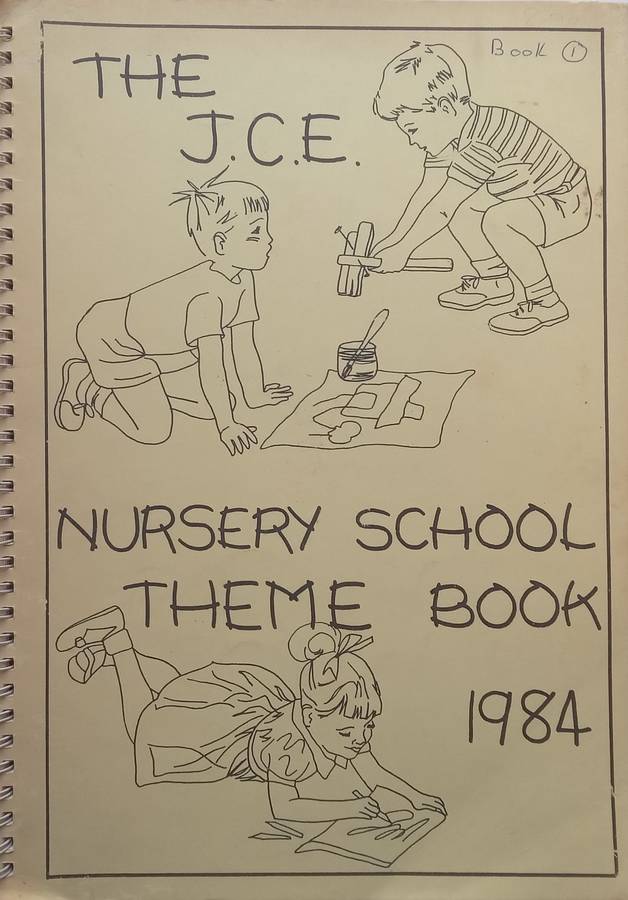 Book 1
THE
J.C.E.
NURSERY SCHOOL
THEME BOOK
1984